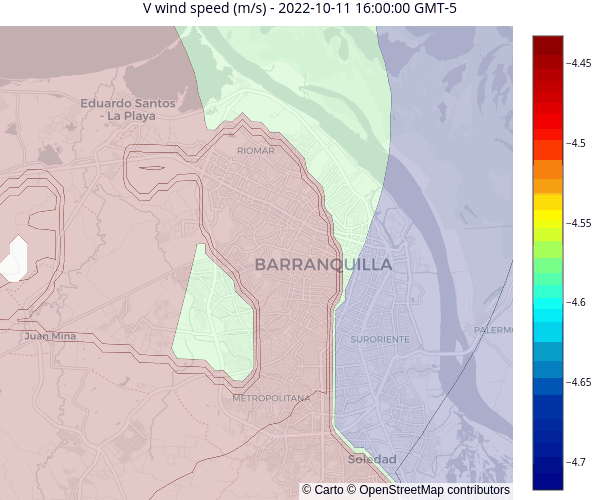 V wind speed (m/s) - 2022-10-11 16:00:00 GMT-5
Eduardo Santos
- La Playa
RIOMAR
BARRANQUILLA
Juan Mina
SURORIENTE
PALERMO
METROPOLITANA
Soledad
© Carto © OpenStreetMap contributors
−4.45
−4.5
−4.55
−4.6
−4.65
−4.7